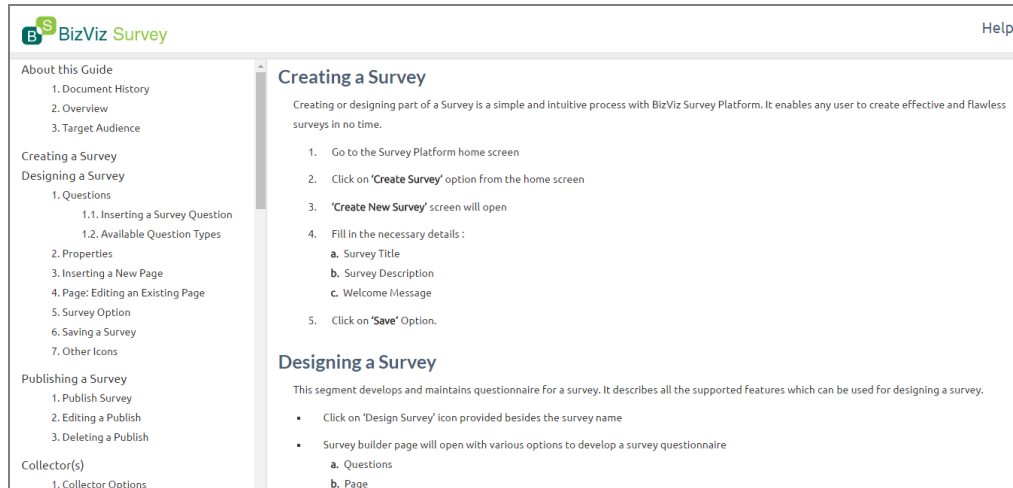 BS BizViz Survey
Help
About this Guide
1. Document History
2. Overview
3. Target Audience
Creating a Survey
Designing a Survey
1. Questions
1.1. Inserting a Survey Question
1.2. Available Question Types
2. Properties
3. Inserting a New Page
4. Page: Editing an Existing Page
5. Survey Option
6. Saving a Survey
7. Other Icons
Publishing a Survey
1. Publish Survey
2. Editing a Publish
3. Deleting a Publish
Collector(s)
1. Collector Options
Creating a Survey
Creating or designing part of a Survey is a simple and intuitive process with BizViz Survey Platform. It enables any user to create effective and flawless
surveys in no time.
1. Go to the Survey Platform home screen
2. Click on ‘Create Survey’ option from the home screen
3. ‘Create New Survey’ screen will open
4. Fill in the necessary details :
a. Survey Title
b. Survey Description
c. Welcome Message
5. Click on ‘Save‘ Option.
Designing a Survey
This segment develops and maintains questionnaire for a survey. It describes all the supported features which can be used for designing a survey.
▪ Click on ‘Design Survey’ icon provided besides the survey name
▪ Survey builder page will open with various options to develop a survey questionnaire
a. Questions
b. Page